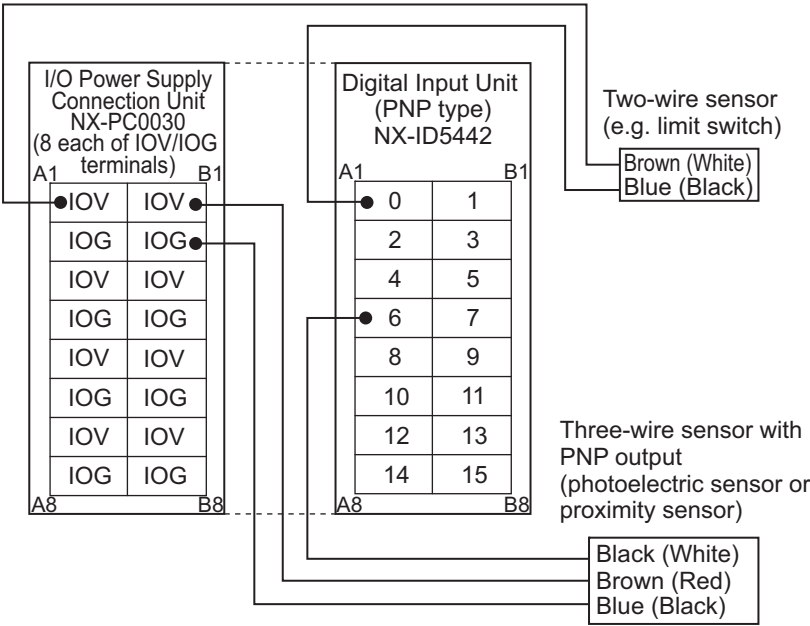 I/O Power Supply
Connection Unit
NX-PC0030
(8 each of IOV/IOG
terminals)
A1 B1
IOV IOV
IOG IOG
IOV IOV
IOG IOG
IOV IOV
IOG IOG
IOV IOV
IOG IOG
A8 B8
Digital Input Unit
(PNP type)
NX-ID5442
A1 B1
0 1
2 3
4 5
6 7
8 9
10 11
12 13
14 15
A8 B8
Two-wire sensor
(e.g. limit switch)
Brown (White)
Blue (Black)
Three-wire sensor with
PNP output
(photoelectric sensor or
proximity sensor)
Black (White)
Brown (Red)
Blue (Black)